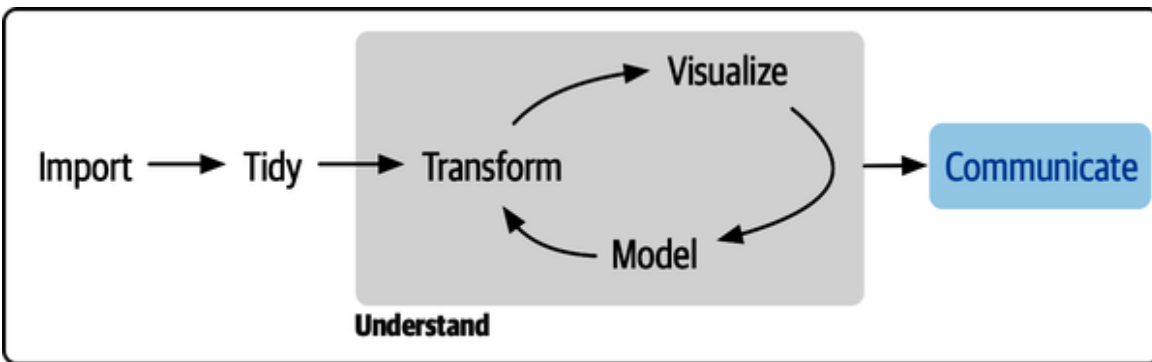 Visualize
Import
Tidy
Transform
Communicate
Model
Understand